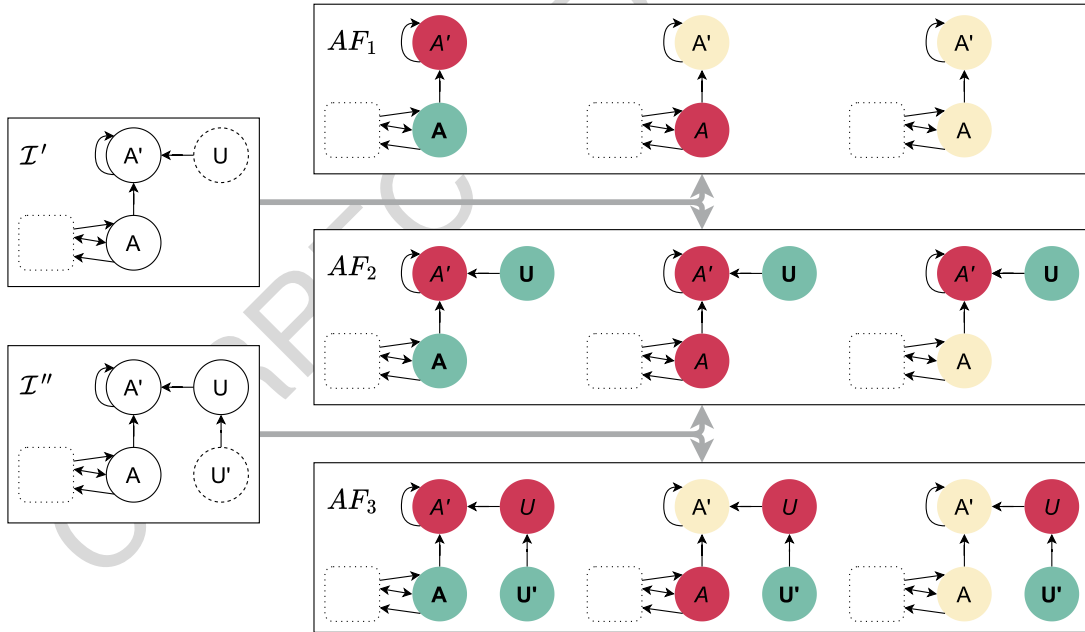 AF₁ A' A' A'
A A A
I' A' U
A
AF₂ A' U A' U A' U
A A A
I'' A' U
A U'
AF₃ A' U A' U A' U
A U' A U' A U'